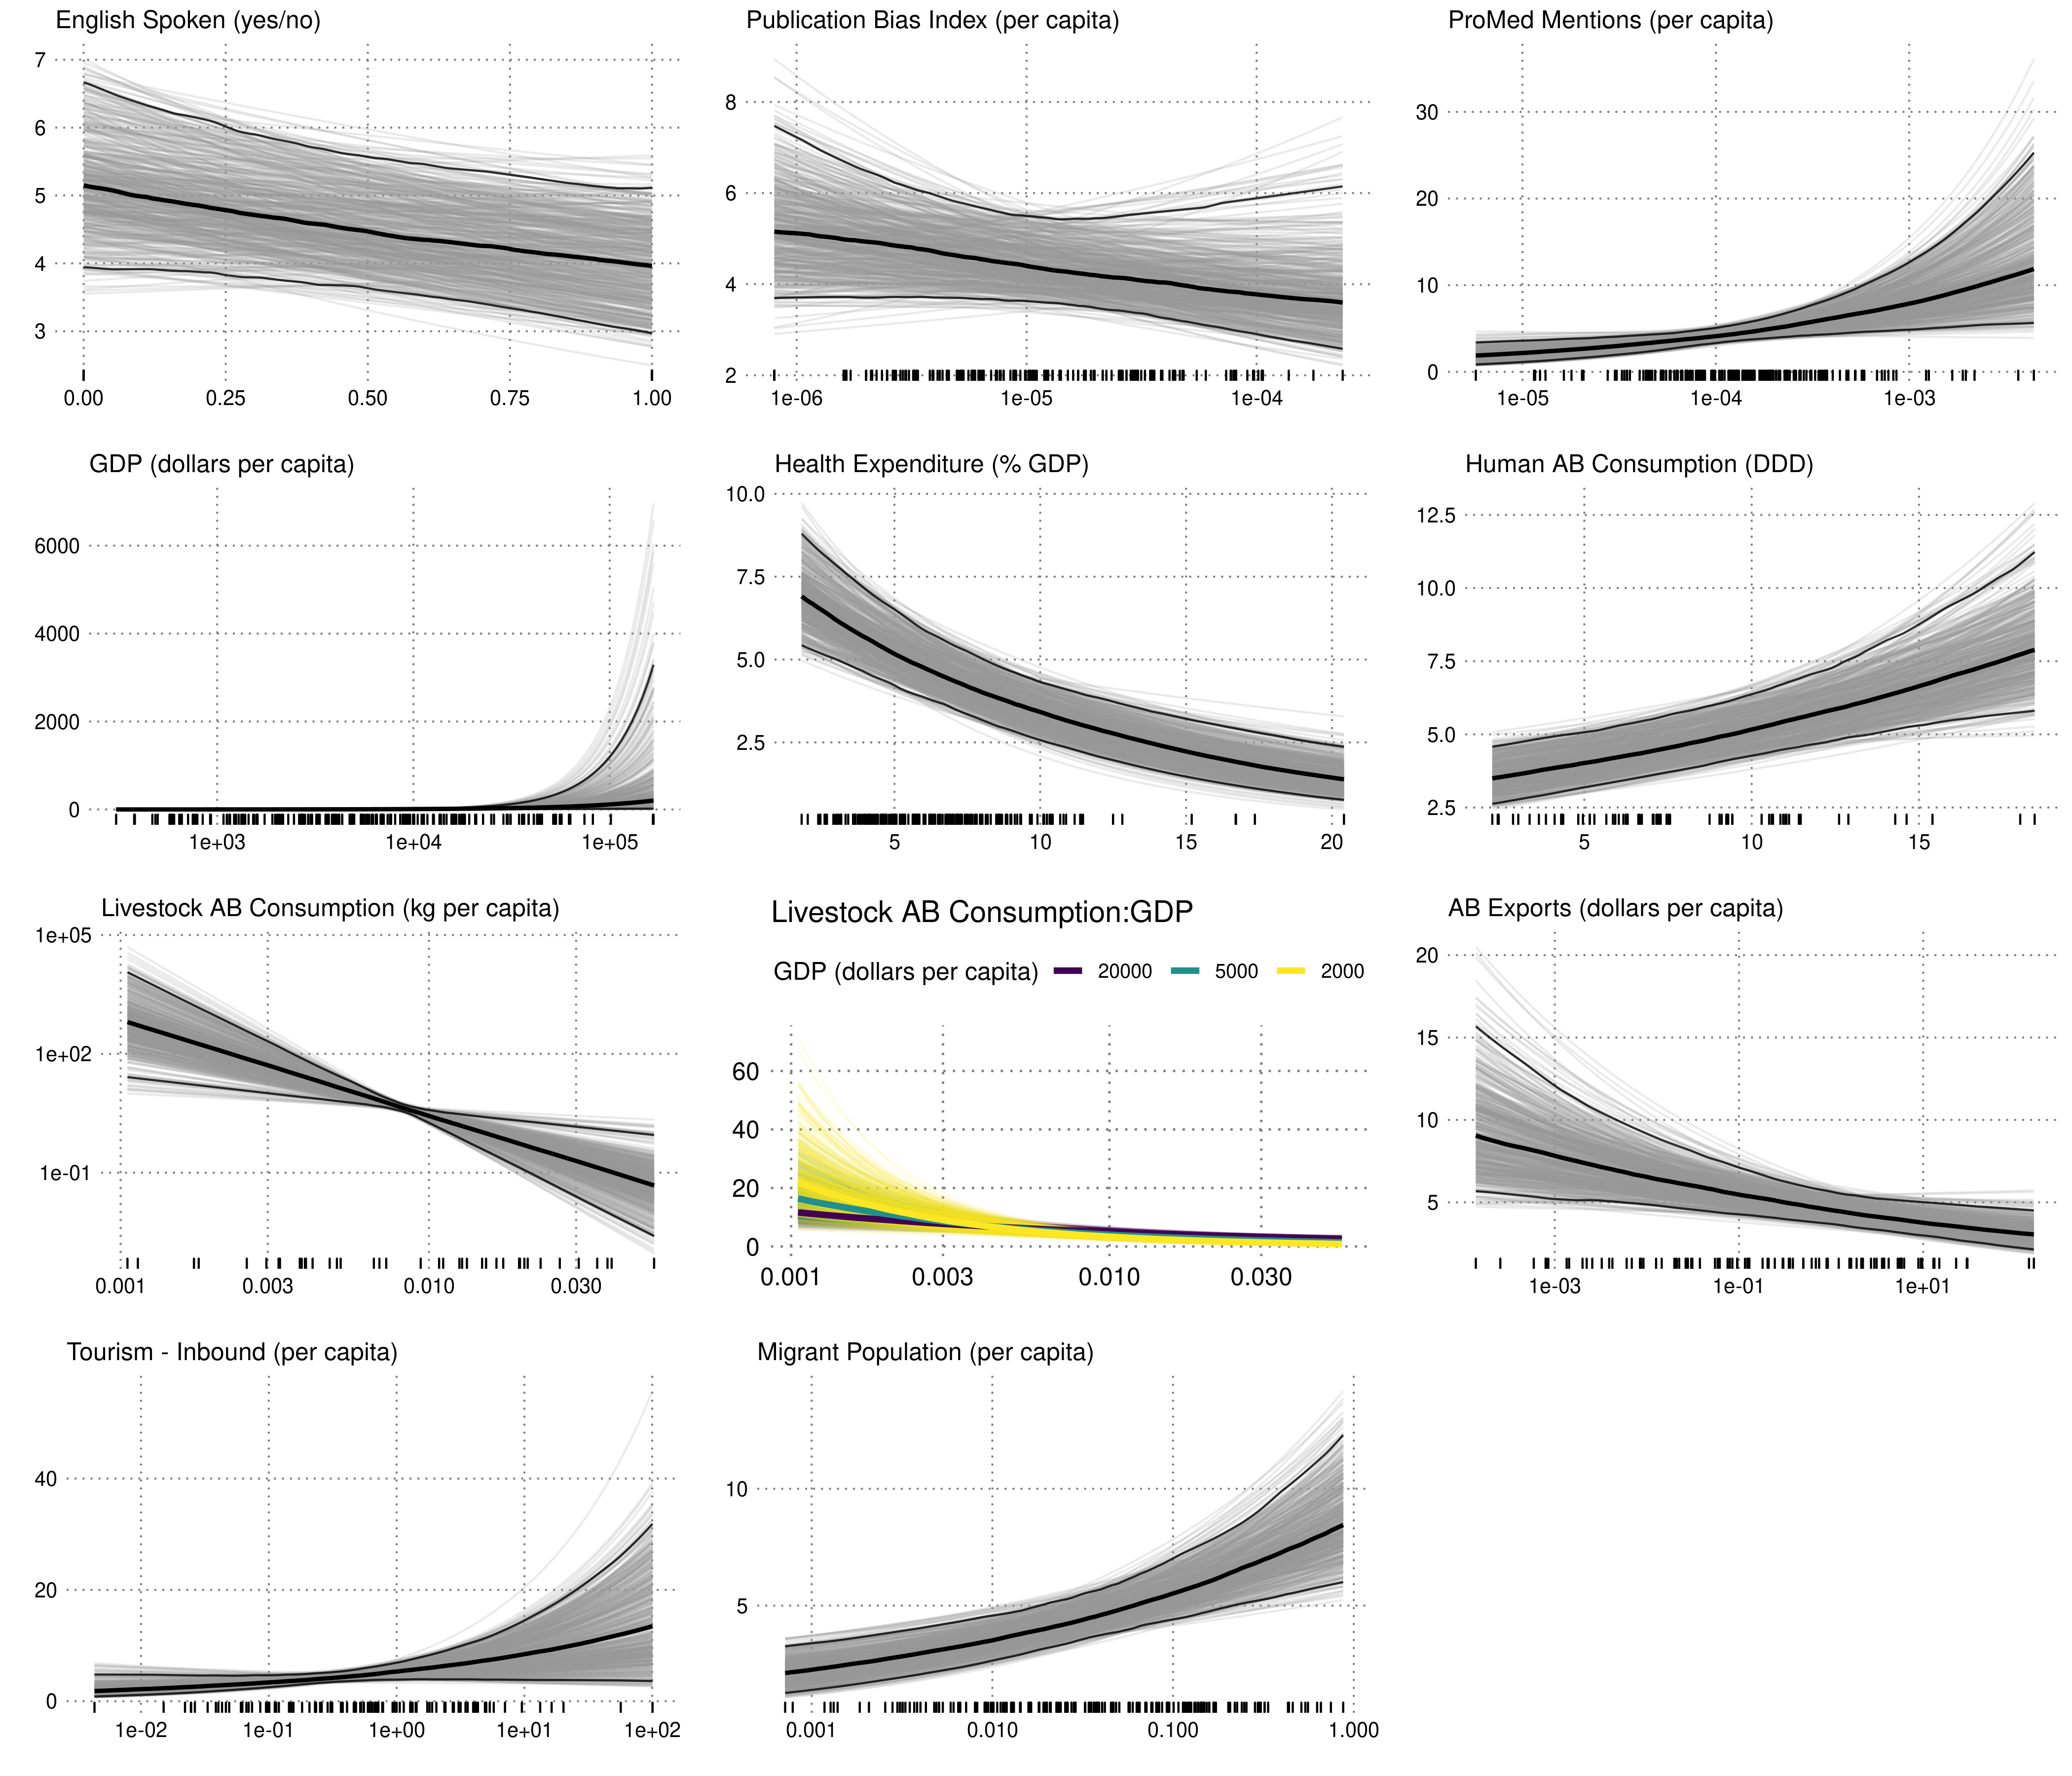 English Spoken (yes/no)
7
6
5
4
3
0.00 0.25 0.50 0.75 1.00
Publication Bias Index (per capita)
8
6
4
2
1e-06 1e-05 1e-04
ProMed Mentions (per capita)
30
20
10
0
1e-05 1e-04 1e-03
GDP (dollars per capita)
6000
4000
2000
0
1e+03 1e+04 1e+05
Health Expenditure (% GDP)
10.0
7.5
5.0
2.5
5 10 15 20
Human AB Consumption (DDD)
12.5
10.0
7.5
5.0
2.5
5 10 15
Livestock AB Consumption (kg per capita)
1e+05
1e+02
1e-01
0.001 0.003 0.010 0.030
Livestock AB Consumption:GDP
GDP (dollars per capita) 20000 5000 2000
60
40
20
0
0.001 0.003 0.010 0.030
AB Exports (dollars per capita)
20
15
10
5
1e-03 1e-01 1e+01
Tourism - Inbound (per capita)
40
20
0
1e-02 1e-01 1e+00 1e+01 1e+02
Migrant Population (per capita)
10
5
0.001 0.010 0.100 1.000